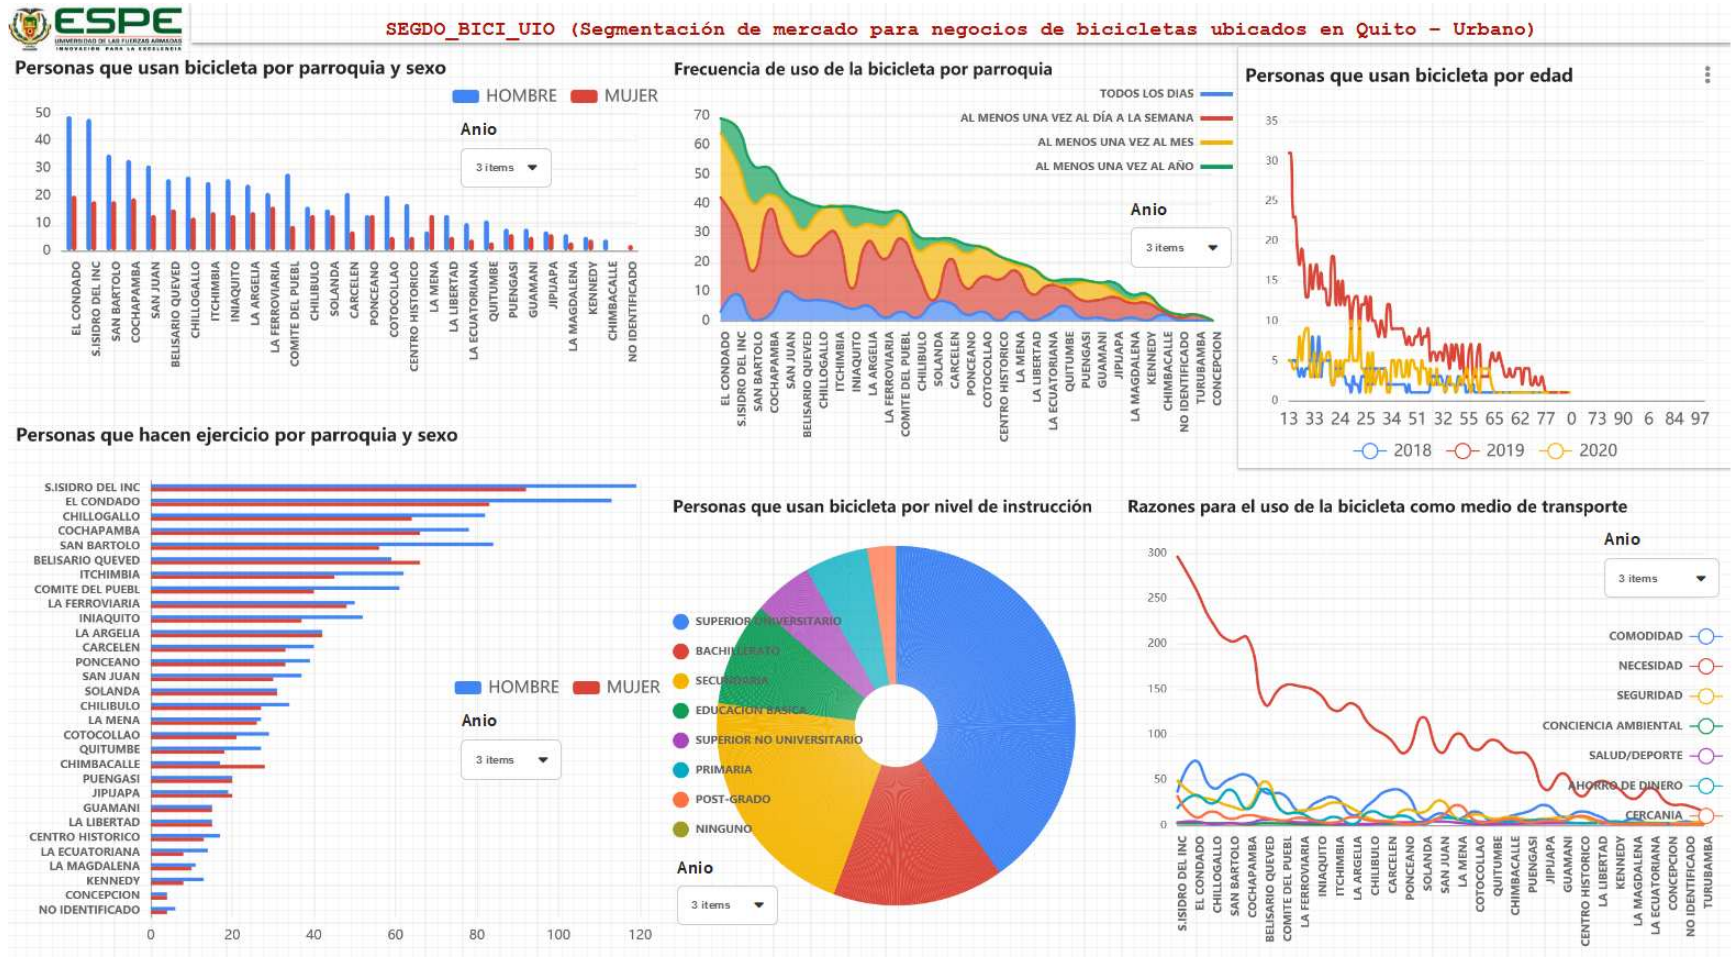 ESPE
UNIVERSIDAD DE LAS FUERZAS ARMADAS
INNOVACIÓN PARA LA EXCELENCIA
SEGDO_BICI_UIO (Segmentación de mercado para negocios de bicicletas ubicados en Quito – Urbano)
Personas que usan bicicleta por parroquia y sexo
HOMBRE MUJER
Anio
3 items
50
40
30
20
10
0
EL CONDADO
S.ISIDRO DEL INC
SAN BARTOLO
COCHAPAMBA
SAN JUAN
BELISARIO QUEVED
CHILLOGALLO
ITCHIMBIA
INIAQUITO
LA ARGELIA
LA FERROVIARIA
COMITE DEL PUEBL
CHILIBULO
SOLANDA
CARCELEN
PONCEANO
COTOCOLLAO
CENTRO HISTORICO
LA MENA
LA LIBERTAD
LA ECUATORIANA
QUITUMBE
PUENGASI
GUAMANI
JIPIJAPA
LA MAGDALENA
KENNEDY
CHIMBACALLE
NO IDENTIFICADO
Frecuencia de uso de la bicicleta por parroquia
TODOS LOS DIAS
AL MENOS UNA VEZ AL DÍA A LA SEMANA
AL MENOS UNA VEZ AL MES
AL MENOS UNA VEZ AL AÑO
Anio
3 items
70
60
50
40
30
20
10
0
EL CONDADO
S.ISIDRO DEL INC
SAN BARTOLO
COCHAPAMBA
SAN JUAN
BELISARIO QUEVED
CHILLOGALLO
ITCHIMBIA
INIAQUITO
LA ARGELIA
LA FERROVIARIA
COMITE DEL PUEBL
CHILIBULO
SOLANDA
CARCELEN
PONCEANO
COTOCOLLAO
CENTRO HISTORICO
LA MENA
LA LIBERTAD
LA ECUATORIANA
QUITUMBE
PUENGASI
GUAMANI
JIPIJAPA
LA MAGDALENA
KENNEDY
CHIMBACALLE
NO IDENTIFICADO
TURUBAMBA
CONCEPCION
Personas que usan bicicleta por edad
35
30
25
20
15
10
5
0
13 33 24 25 34 51 32 55 65 62 77 0 73 90 6 84 97
2018 2019 2020
Personas que hacen ejercicio por parroquia y sexo
S.ISIDRO DEL INC
EL CONDADO
CHILLOGALLO
COCHAPAMBA
SAN BARTOLO
BELISARIO QUEVED
ITCHIMBIA
COMITE DEL PUEBL
LA FERROVIARIA
INIAQUITO
LA ARGELIA
CARCELEN
PONCEANO
SAN JUAN
SOLANDA
CHILIBULO
LA MENA
COTOCOLLAO
QUITUMBE
CHIMBACALLE
PUENGASI
JIPIJAPA
GUAMANI
LA LIBERTAD
CENTRO HISTORICO
LA ECUATORIANA
LA MAGDALENA
KENNEDY
CONCEPCION
NO IDENTIFICADO
0 20 40 60 80 100 120
HOMBRE MUJER
Anio
3 items
Personas que usan bicicleta por nivel de instrucción
SUPERIOR UNIVERSITARIO
BACHILLERATO
SECUNDARIA
EDUCACION BASICA
SUPERIOR NO UNIVERSITARIO
PRIMARIA
POST-GRADO
NINGUNO
Anio
3 items
Razones para el uso de la bicicleta como medio de transporte
Anio
3 items
COMODIDAD
NECESIDAD
SEGURIDAD
CONCIENCIA AMBIENTAL
SALUD/DEPORTE
AHORRO DE DINERO
CERCANIA
300
250
200
150
100
50
0
S.ISIDRO DEL INC
EL CONDADO
CHILLOGALLO
SAN BARTOLO
COCHAPAMBA
BELISARIO QUEVED
COMITE DEL PUEBL
LA FERROVIARIA
INIAQUITO
ITCHIMBIA
LA ARGELIA
CHILIBULO
CARCELEN
PONCEANO
SOLANDA
SAN JUAN
LA MENA
COTOCOLLAO
QUITUMBE
CHIMBACALLE
PUENGASI
JIPIJAPA
GUAMANI
CENTRO HISTORICO
LA LIBERTAD
KENNEDY
LA MAGDALENA
LA ECUATORIANA
CONCEPCION
NO IDENTIFICADO
TURUBAMBA